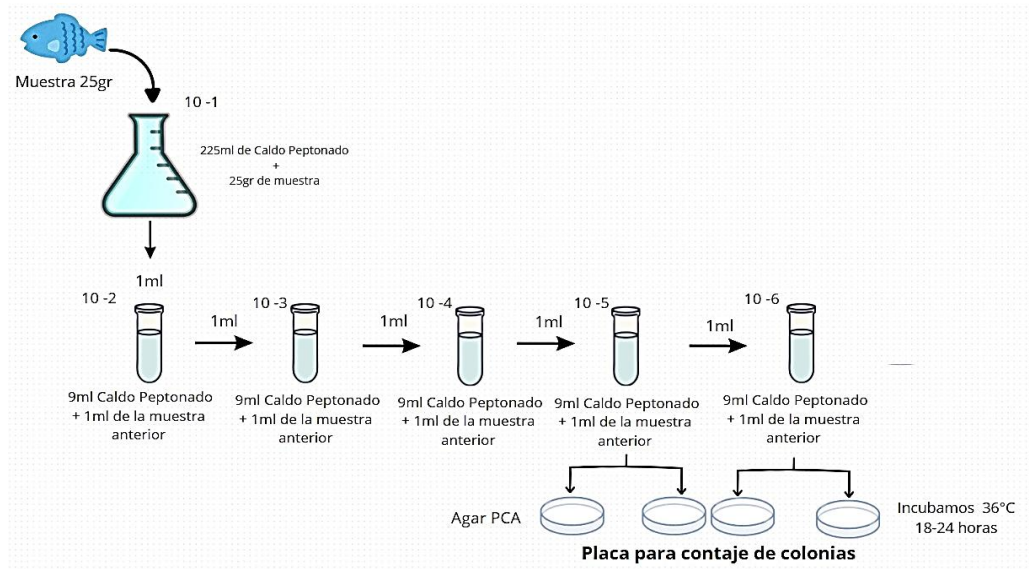 Muestra 25gr
10 -1
225ml de Caldo Peptonado
+
25gr de muestra
1ml
10 -2
10 -3
10 -4
10 -5
10 -6
1ml
1ml
1ml
1ml
9ml Caldo Peptonado
+ 1ml de la muestra
anterior
9ml Caldo Peptonado
+ 1ml de la muestra
anterior
9ml Caldo Peptonado
+ 1ml de la muestra
anterior
9ml Caldo Peptonado
+ 1ml de la muestra
anterior
9ml Caldo Peptonado
+ 1ml de la muestra
anterior
Agar PCA
Incubamos 36°C
18-24 horas
Placa para contaje de colonias